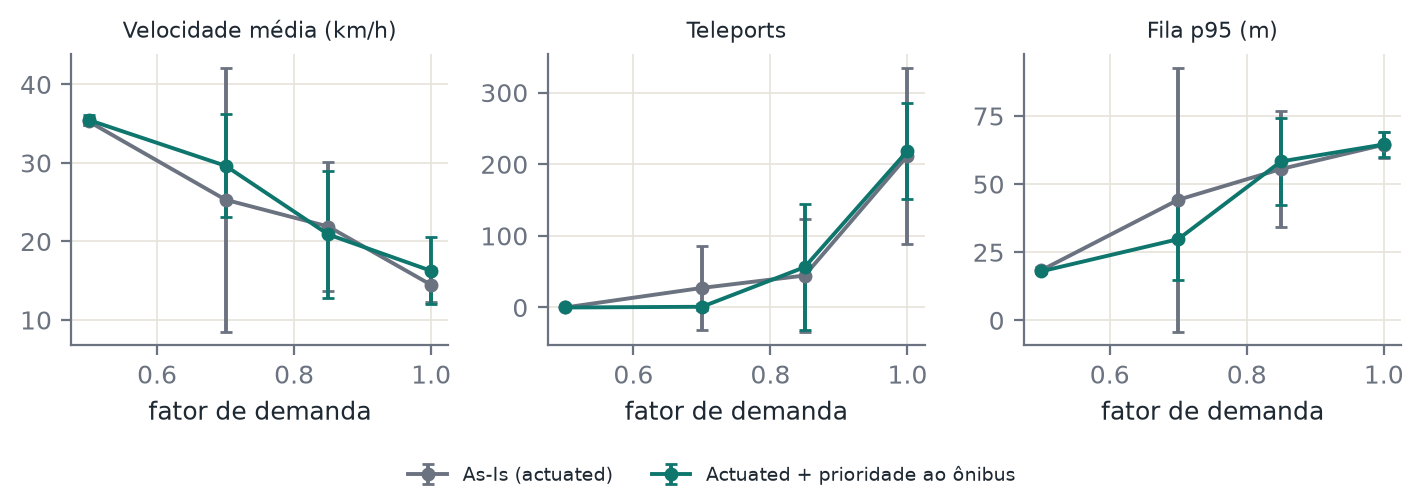 Velocidade média (km/h)
40
30
20
10
0.6 0.8 1.0
fator de demanda
Teleports
300
200
100
0
0.6 0.8 1.0
fator de demanda
Fila p95 (m)
75
50
25
0
0.6 0.8 1.0
fator de demanda
As-Is (actuated) Actuated + prioridade ao ônibus